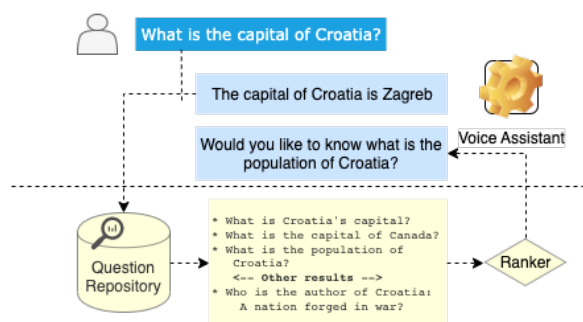 What is the capital of Croatia?
The capital of Croatia is Zagreb
Would you like to know what is the
population of Croatia?
Voice Assistant
Question
Repository
* What is Croatia's capital?
* What is the capital of Canada?
* What is the population of
Croatia?
<-- Other results -->
* Who is the author of Croatia:
A nation forged in war?
Ranker